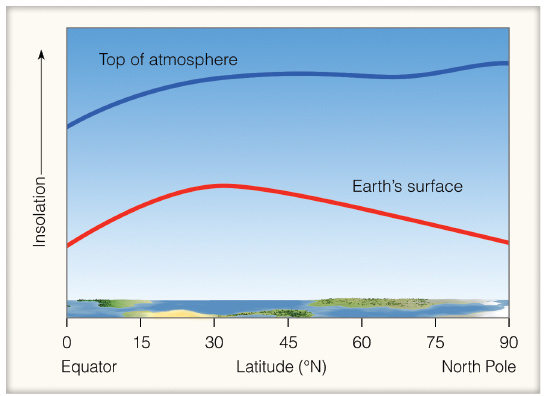 Top of atmosphere
Earth's surface
Insolation
0 15 30 45 60 75 90
Equator Latitude (°N) North Pole